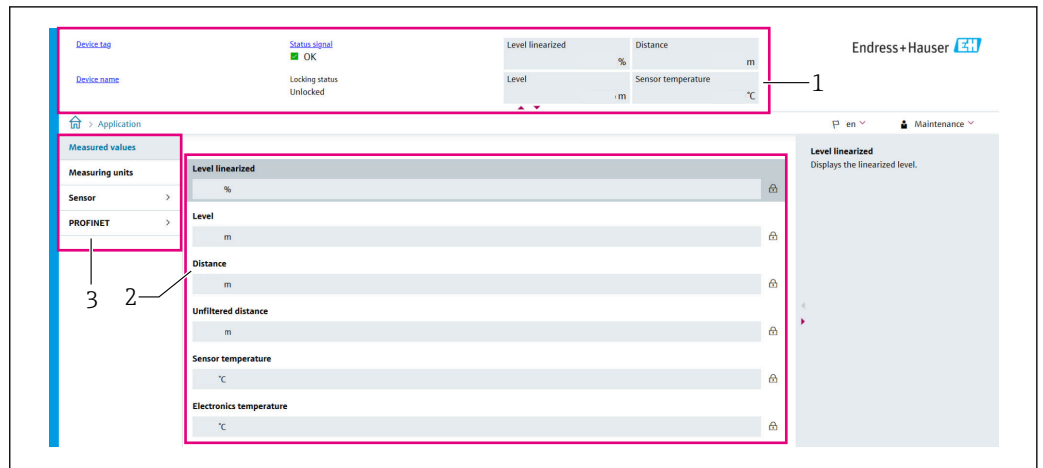 Device tag
Status signal
OK
Level linearized
%
Distance
m
Endress+Hauser EH
Device name
Locking status
Unlocked
Level
m
Sensor temperature
°C
1
> Application
en
Maintenance
Measured values
Measuring units
Sensor >
PROFINET >
3
2
Level linearized
%
Level
m
Distance
m
Unfiltered distance
m
Sensor temperature
°C
Electronics temperature
°C
Level linearized
Displays the linearized level.